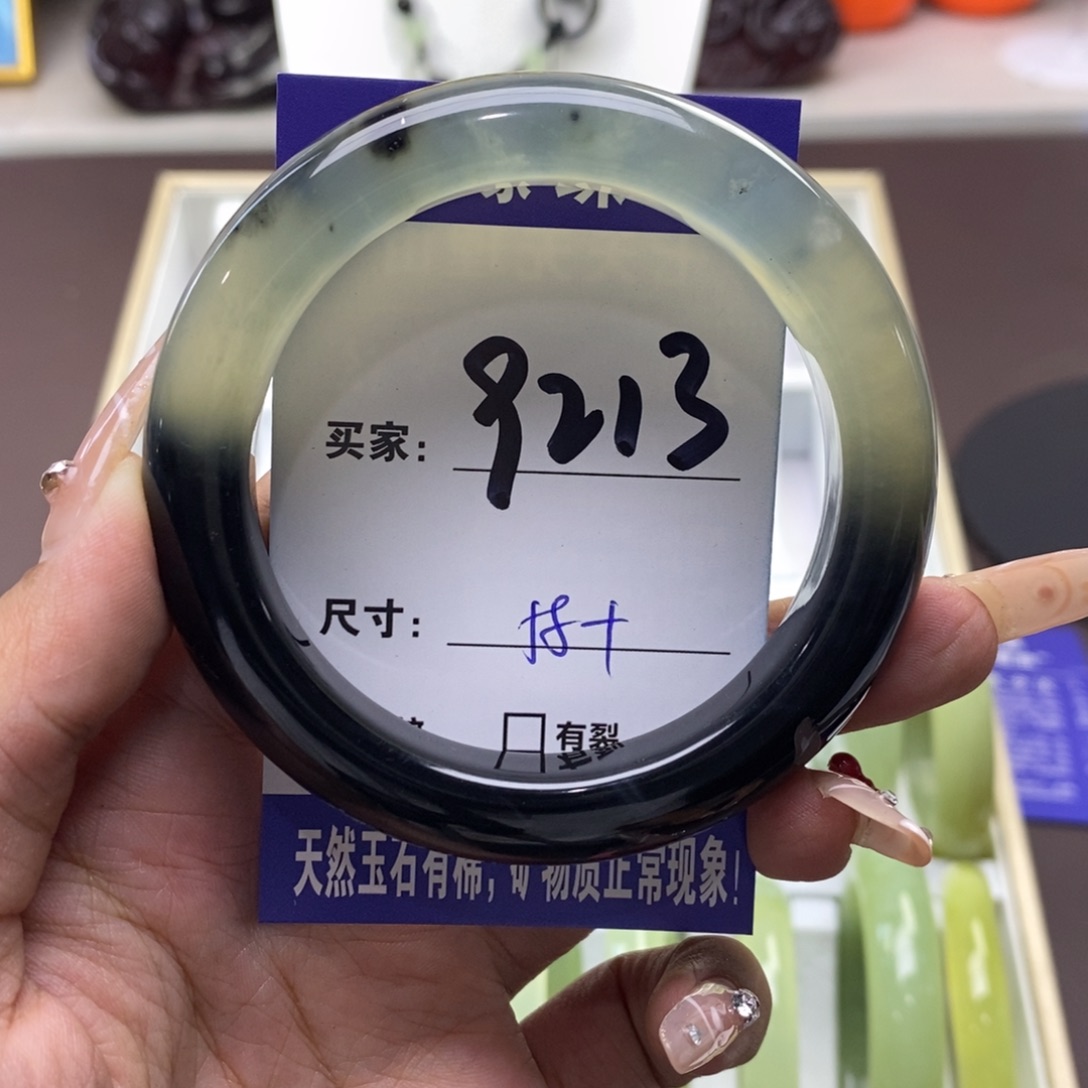 买家: 9213
尺寸: 58+
有裂
天然玉石有棉,矿物质正常现象!